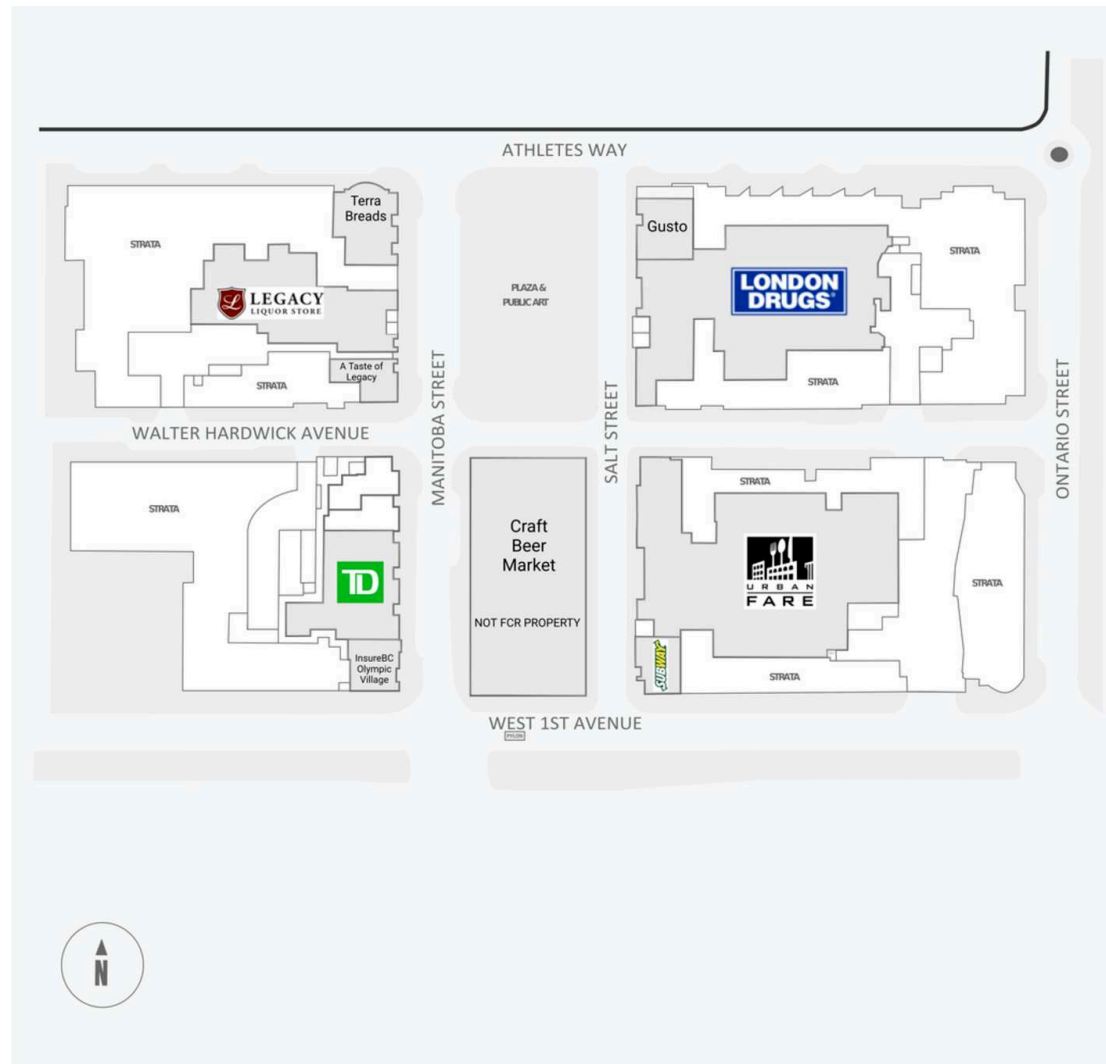 ATHLETES WAY
Terra
Breads
STRATA
LEGACY
LIQUOR STORE
A Taste of
Legacy
STRATA
PLAZA &
PUBLIC ART
Gusto
LONDON
DRUGS
STRATA
STRATA
MANITOBA STREET
SALT STREET
ONTARIO STREET
WALTER HARDWICK AVENUE
STRATA
TD
InsureBC
Olympic
Village
Craft
Beer
Market
NOT FCR PROPERTY
STRATA
URBAN
FARE
SUBWAY
STRATA
STRATA
WEST 1ST AVENUE
PYLON
N